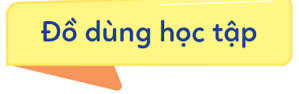 Đồ dùng học tập